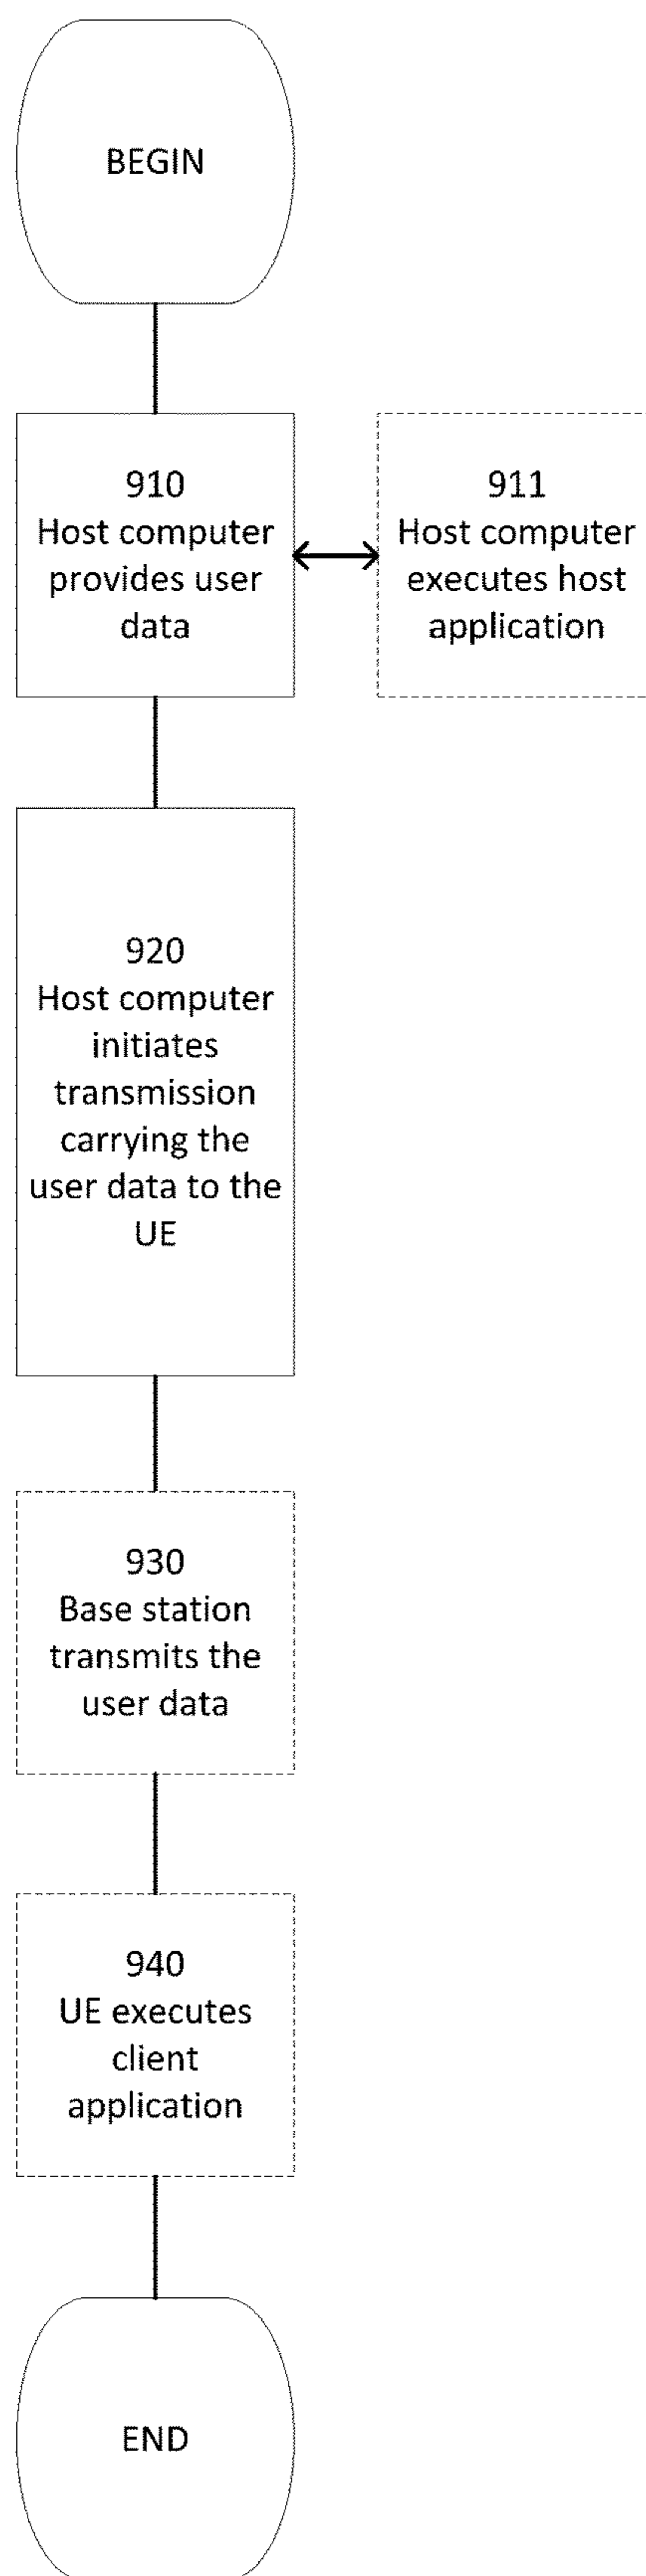 BEGIN
910
Host computer
provides user
data
911
Host computer
executes host
application
920
Host computer
initiates
transmission
carrying the
user data to the
UE
930
Base station
transmits the
user data
940
UE executes
client
application
END